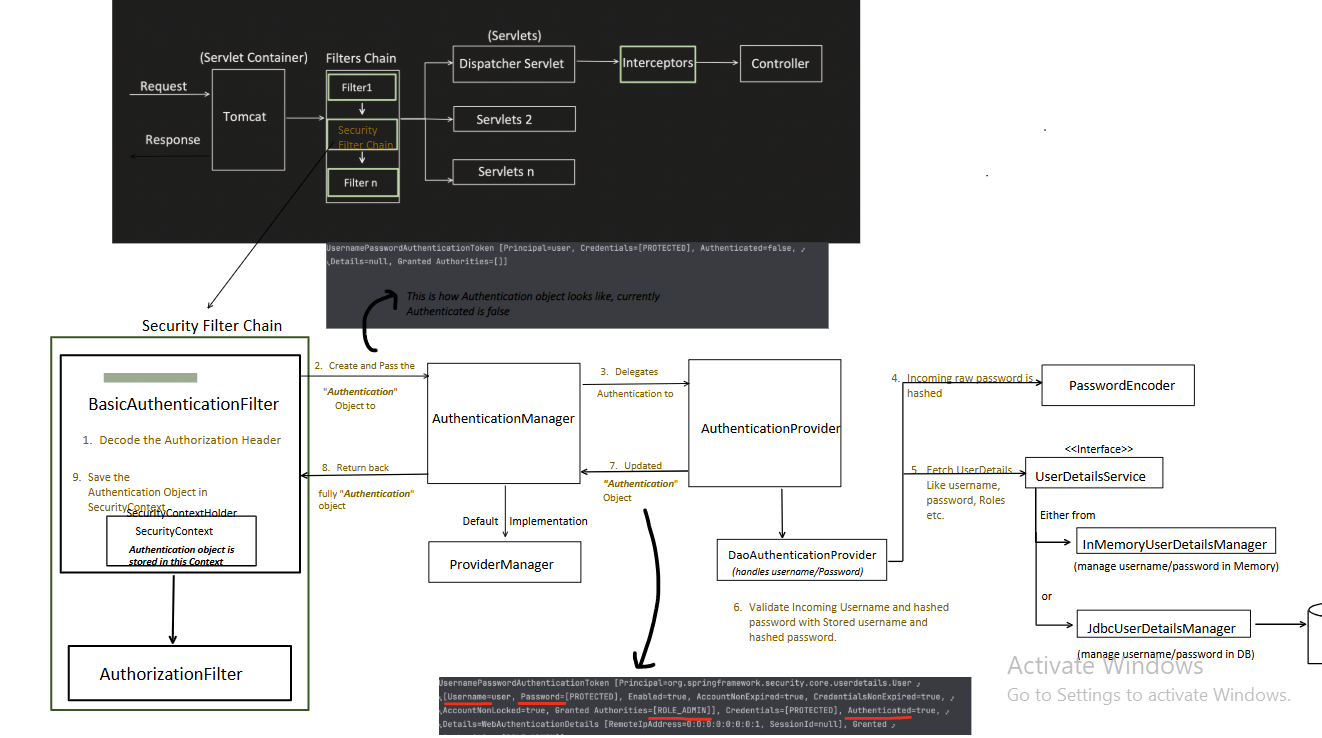 (Servlets)
(Servlet Container)
Filters Chain
Request
Response
Tomcat
Filter1
Security
Filter Chain
Filter n
Dispatcher Servlet
Interceptors
Controller
Servlets 2
Servlets n
UsernamePasswordAuthenticationToken [Principal=user, Credentials=[PROTECTED], Authenticated=false,
Details=null, Granted Authorities=[]]
This is how Authentication object looks like, currently
Authenticated is false
Security Filter Chain
BasicAuthenticationFilter
1. Decode the Authorization Header
9. Save the
Authentication Object in
SecurityContext
SecurityContextHolder
SecurityContext
Authentication object is
stored in this Context
AuthorizationFilter
2. Create and Pass the
"Authentication"
Object to
8. Return back
fully "Authentication"
object
AuthenticationManager
Default Implementation
ProviderManager
3. Delegates
Authentication to
7. Updated
"Authentication"
Object
AuthenticationProvider
DaoAuthenticationProvider
(handles username/Password)
6. Validate Incoming Username and hashed
password with Stored username and
hashed password.
4. Incoming raw password is
hashed
PasswordEncoder
5. Fetch UserDetails
Like username,
password, Roles
etc.
<<Interface>>
UserDetailsService
Either from
InMemoryUserDetailsManager
(manage username/password in Memory)
or
JdbcUserDetailsManager
(manage username/password in DB)
Activate Windows
Go to Settings to activate Windows.
UsernamePasswordAuthenticationToken [Principal=org.springframework.security.core.userdetails.User
[Username=user, Password=[PROTECTED], Enabled=true, AccountNonExpired=true, CredentialsNonExpired=true,
AccountNonLocked=true, Granted Authorities=[ROLE_ADMIN]], Credentials=[PROTECTED], Authenticated=true,
Details=WebAuthenticationDetails [RemoteIpAddress=0:0:0:0:0:0:0:1, SessionId=null], Granted